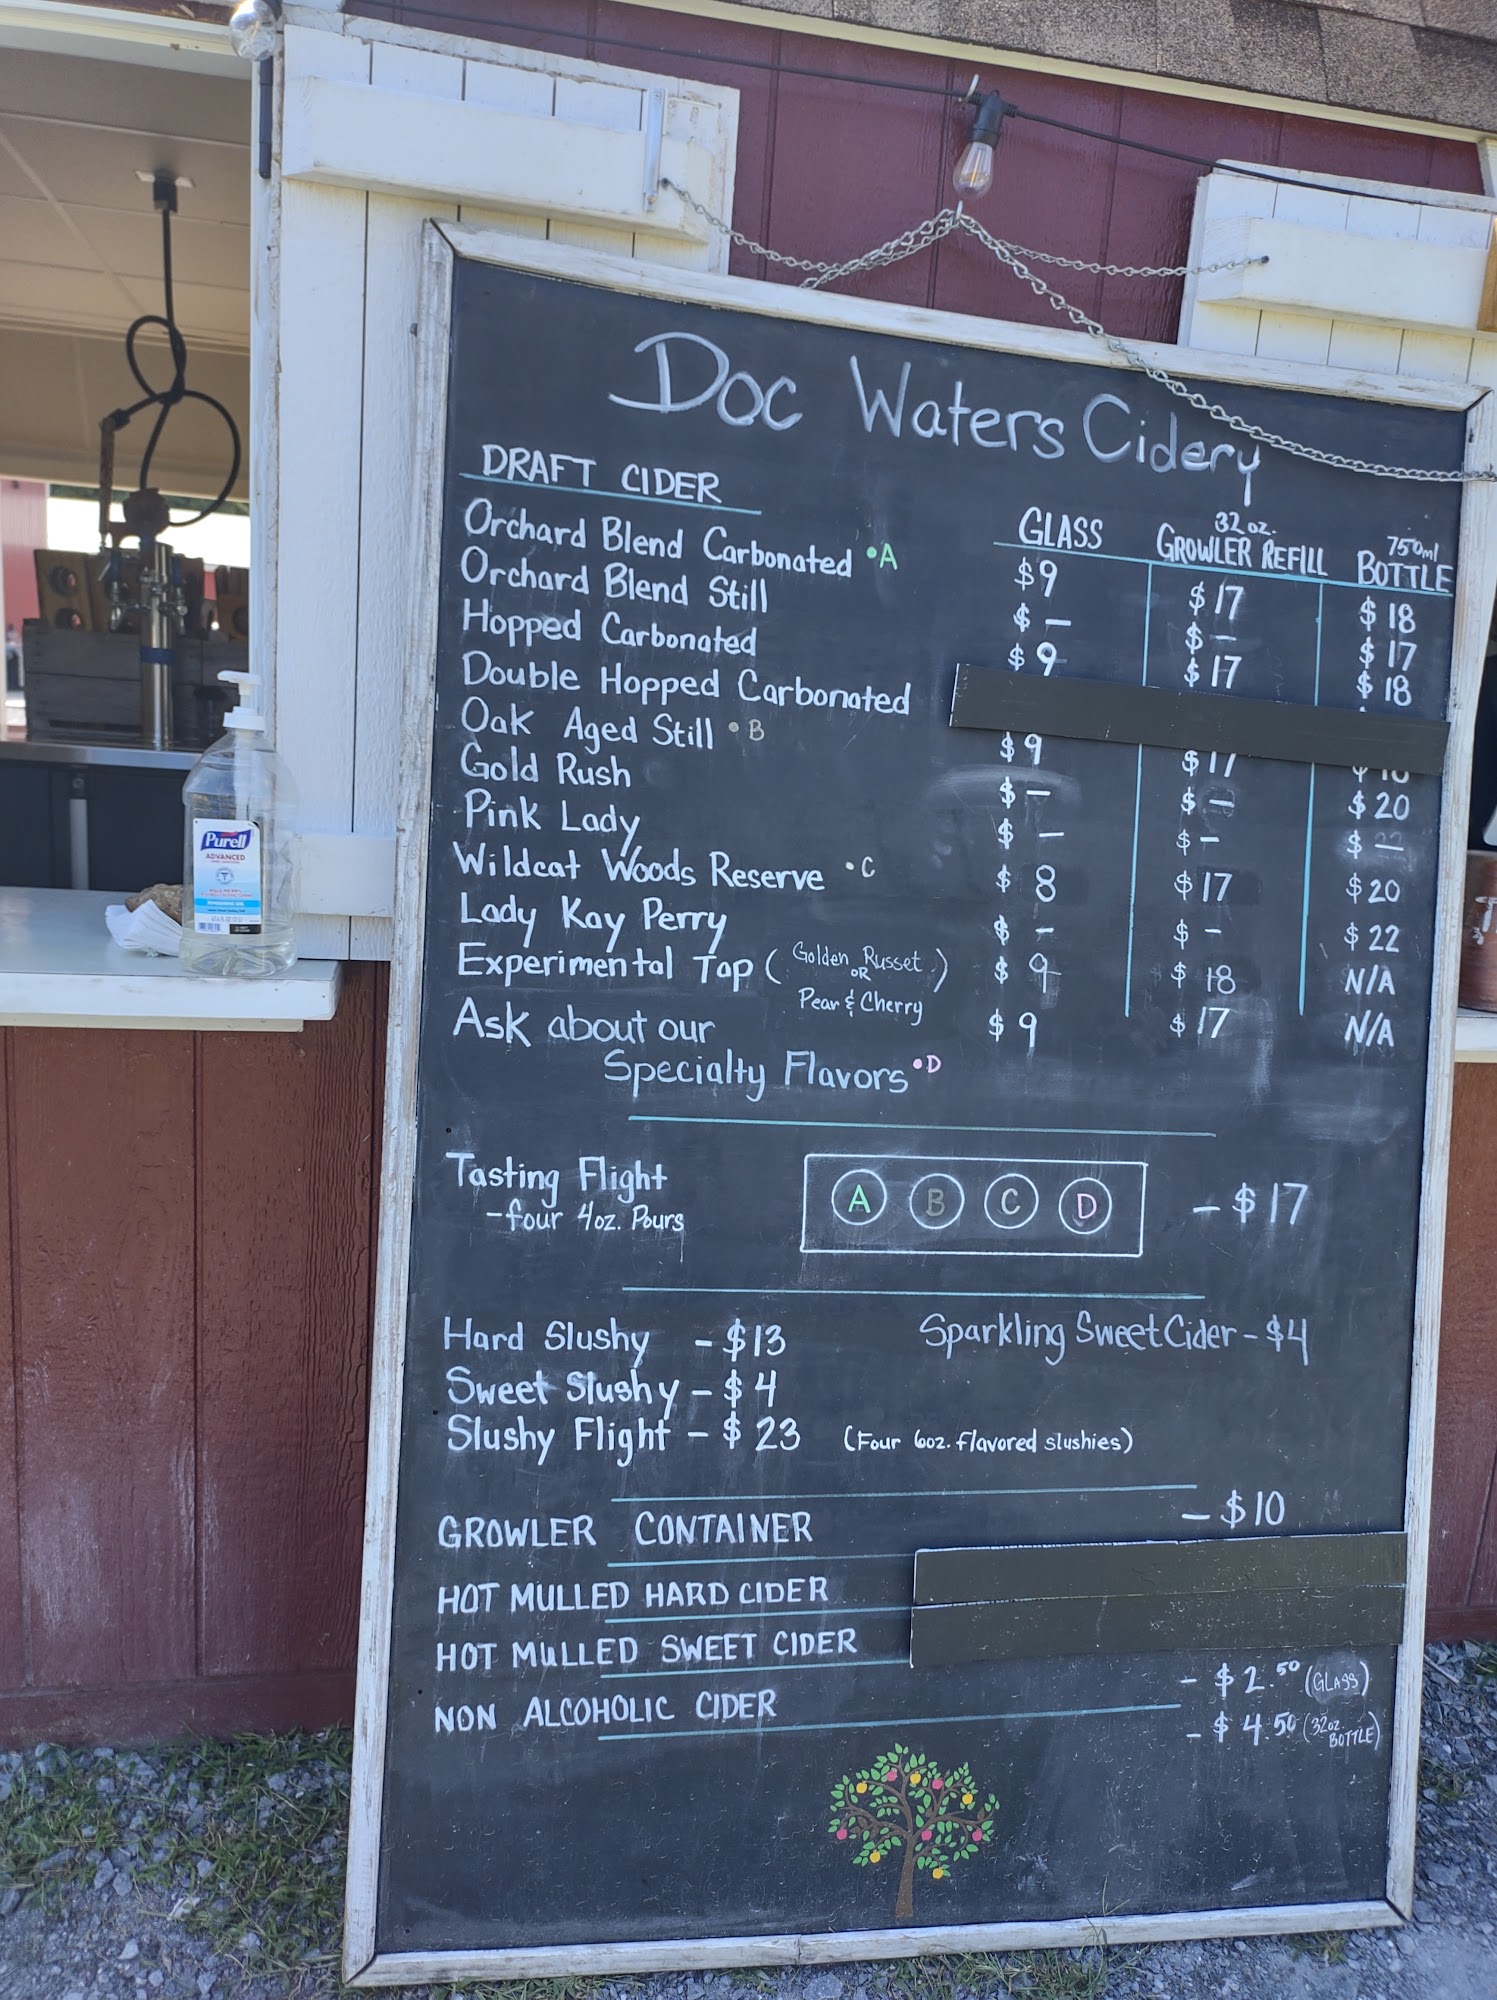 Doc Waters Cidery
DRAFT CIDER
GLASS 32 oz. GROWLER REFILL 750ml BOTTLE
Orchard Blend Carbonated •A $9 $17 $18
Orchard Blend Still $— $— $17
Hopped Carbonated $9 $17 $18
Double Hopped Carbonated
Oak Aged Still •B $9 $17
Gold Rush $— $— $20
Pink Lady $— $—
Wildcat Woods Reserve •C $8 $17 $20
Lady Kay Perry $- $- $22
Experimental Tap (Golden Russet OR Pear & Cherry) $9 $18 N/A
Ask about our $9 $17 N/A
Specialty Flavors •D
Tasting Flight
-four 4oz. Pours
A B C D - $17
Hard Slushy - $13
Sparkling Sweet Cider - $4
Sweet Slushy - $4
Slushy Flight - $23 (Four 6oz. flavored slushies)
GROWLER CONTAINER - $10
HOT MULLED HARD CIDER
HOT MULLED SWEET CIDER
NON ALCOHOLIC CIDER - $2.50 (GLASS)
- $4.50 (32oz. BOTTLE)
Purell
ADVANCED